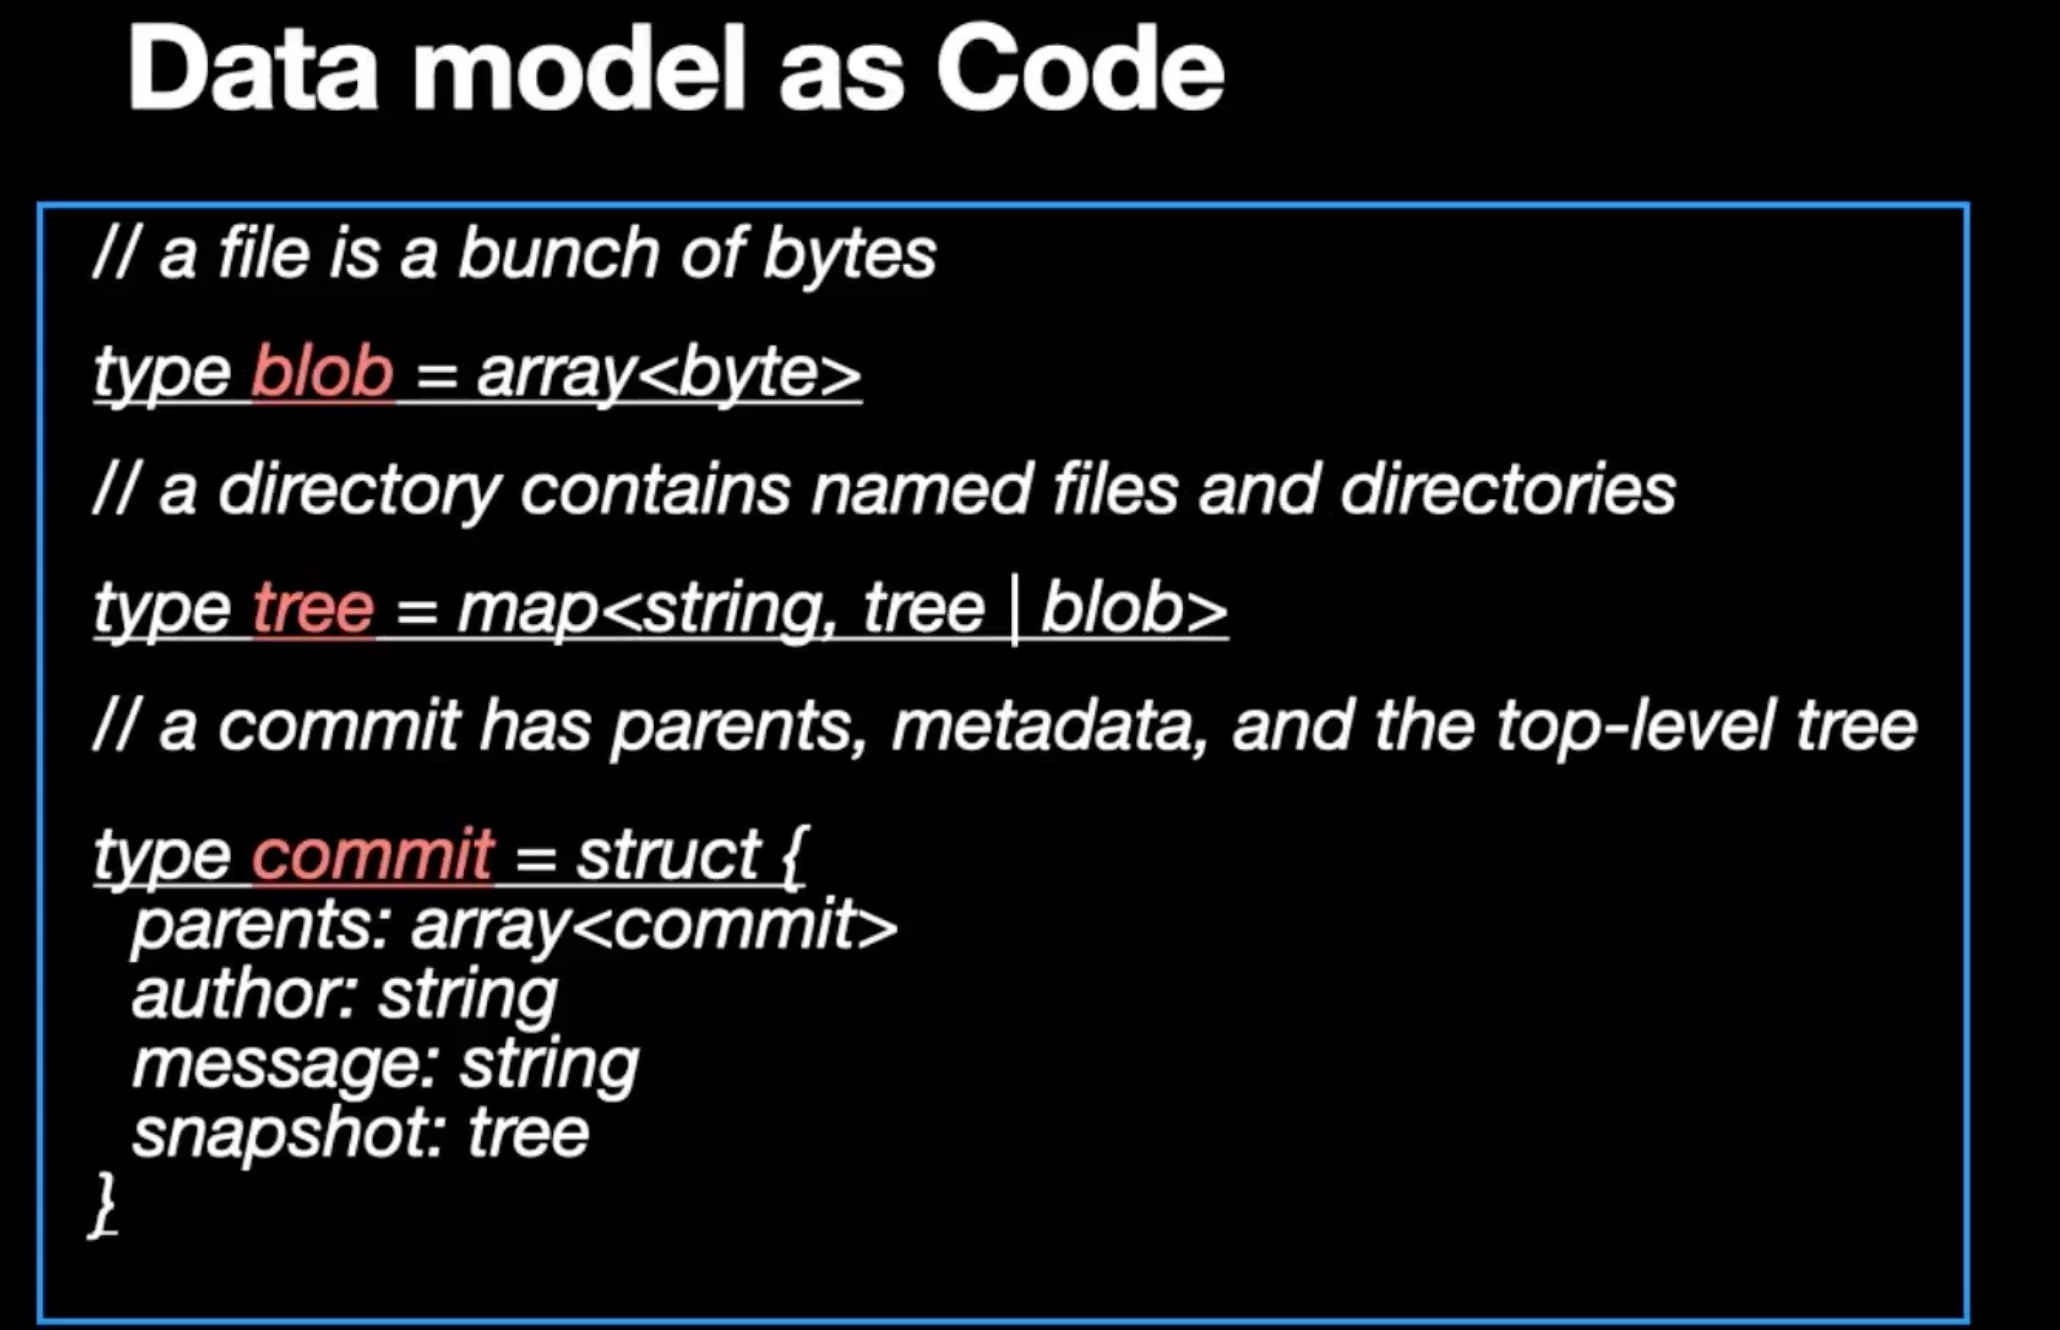 Data model as Code
// a file is a bunch of bytes
type blob = array<byte>
// a directory contains named files and directories
type tree = map<string, tree | blob>
// a commit has parents, metadata, and the top-level tree
type commit = struct {
parents: array<commit>
author: string
message: string
snapshot: tree
}